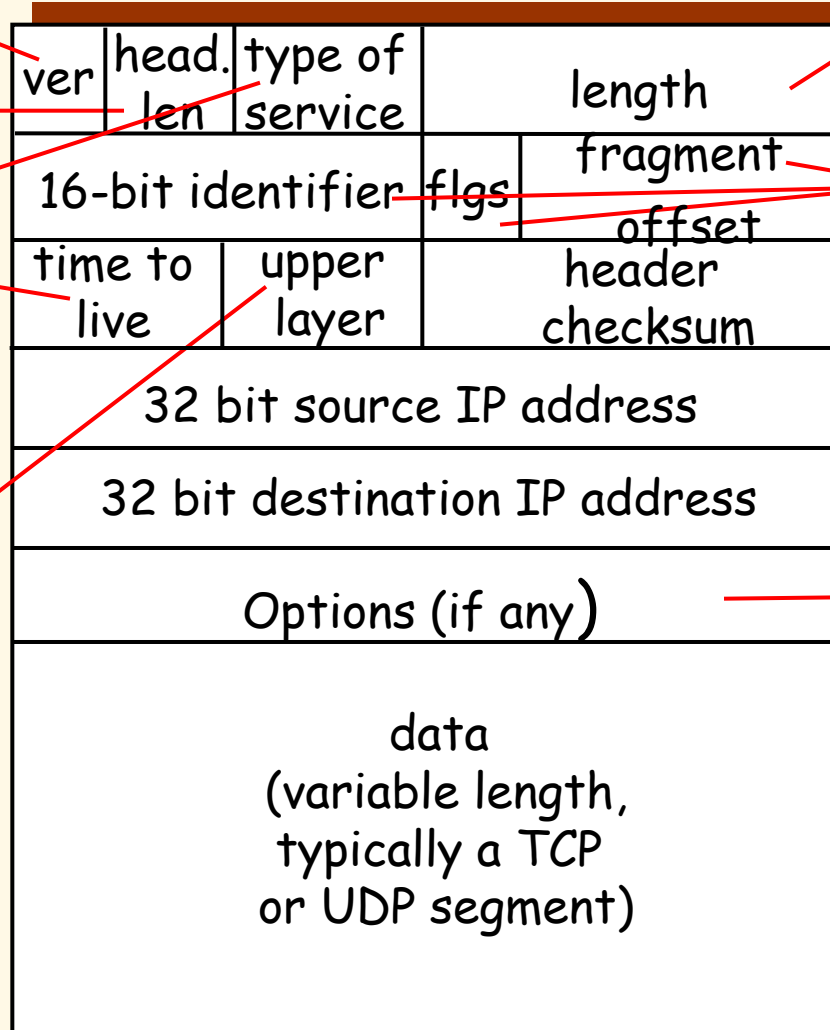 ver
head.
len
type of
service
length
16-bit identifier
flgs
fragment
offset
time to
live
upper
layer
header
checksum
32 bit source IP address
32 bit destination IP address
Options (if any)
data
(variable length,
typically a TCP
or UDP segment)